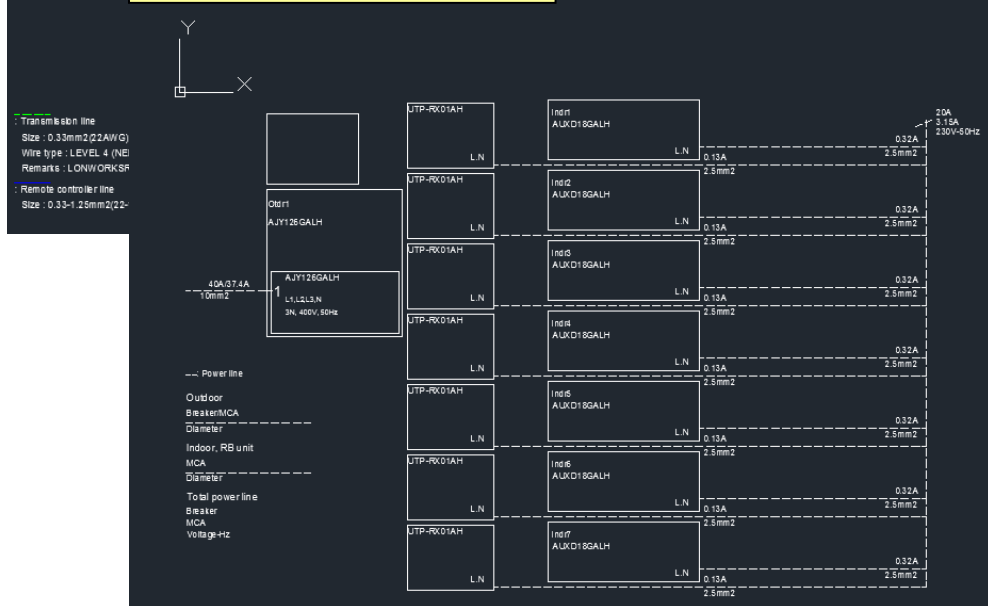 Y
X
: Transmission line
Size : 0.33mm2(22AWG)
Wire type : LEVEL 4 (NE
Remarks : LONWORKSR
: Remote controller line
Size : 0.33-1.25mm2(22-
Otdr1
AJY126GALH
AJY126GALH
1
L1,L2,L3,N
3N, 400V, 50Hz
40A/37.4A
10mm2
---: Power line
Outdoor
Breaker/MCA
Diameter
Indoor, RB unit
MCA
Diameter
Total power line
Breaker
MCA
Voltage-Hz
20A
3.15A
230V-50Hz
UTP-RX01AH
L.N
Indr1
AUXD18GALH
L.N
0.32A
2.5mm2
0.13A
2.5mm2
UTP-RX01AH
L.N
Indr2
AUXD18GALH
L.N
0.32A
2.5mm2
0.13A
2.5mm2
UTP-RX01AH
L.N
Indr3
AUXD18GALH
L.N
0.32A
2.5mm2
0.13A
2.5mm2
UTP-RX01AH
L.N
Indr4
AUXD18GALH
L.N
0.32A
2.5mm2
0.13A
2.5mm2
UTP-RX01AH
L.N
Indr5
AUXD18GALH
L.N
0.32A
2.5mm2
0.13A
2.5mm2
UTP-RX01AH
L.N
Indr6
AUXD18GALH
L.N
0.32A
2.5mm2
0.13A
2.5mm2
UTP-RX01AH
L.N
Indr7
AUXD18GALH
L.N
0.32A
2.5mm2
0.13A
2.5mm2